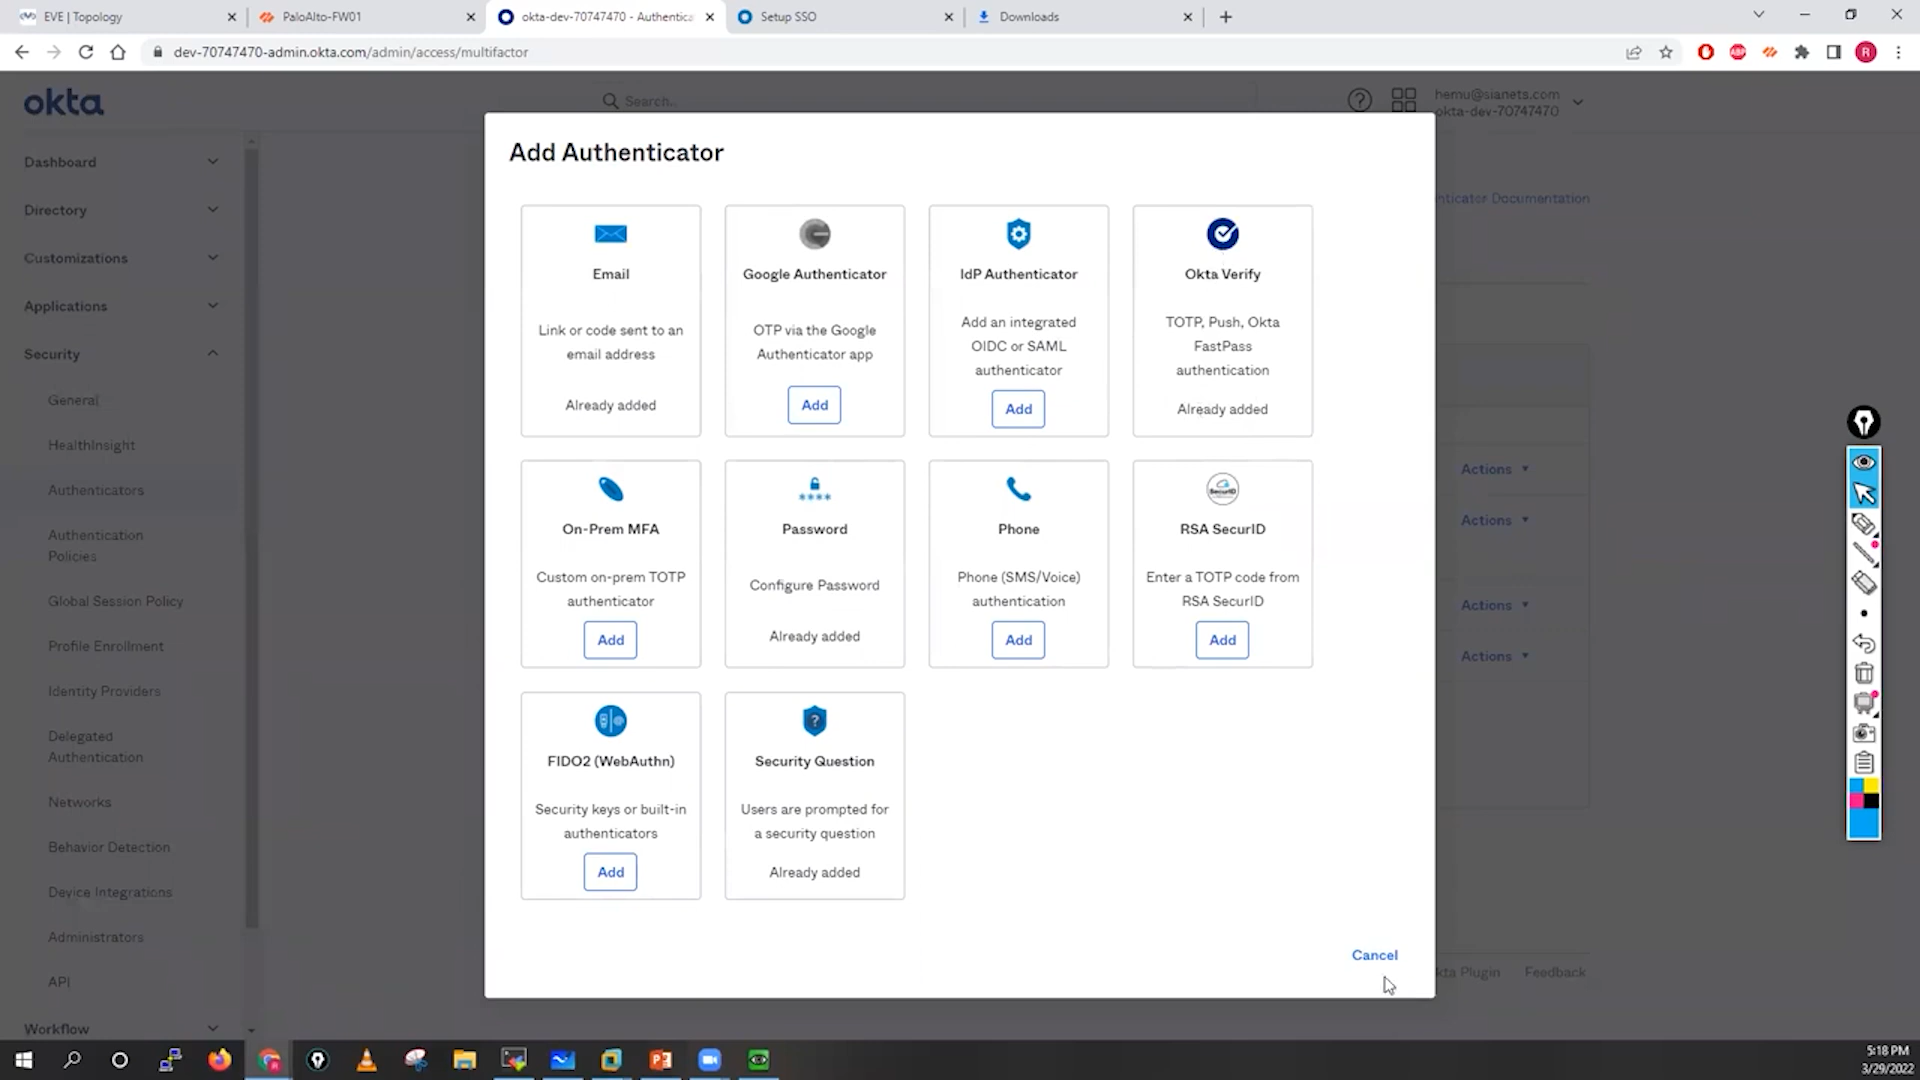 EVE | Topology
PaloAlto-FW01
okta-dev-70747470 - Authentica
Setup SSO
Downloads
dev-70747470-admin.okta.com/admin/access/multifactor
ABP
R
okta
Search..
hemu@sianets.com
okta-dev-70747470
Dashboard
Directory
Customizations
Applications
Security
General
HealthInsight
Authenticators
Authentication
Policies
Global Session Policy
Profile Enrollment
Identity Providers
Delegated
Authentication
Networks
Behavior Detection
Device Integrations
Administrators
API
Workflow
Add Authenticator
Email
Link or code sent to an
email address
Already added
Google Authenticator
OTP via the Google
Authenticator app
Add
IdP Authenticator
Add an integrated
OIDC or SAML
authenticator
Add
Okta Verify
TOTP, Push, Okta
FastPass
authentication
Already added
On-Prem MFA
Custom on-prem TOTP
authenticator
Add
Password
Configure Password
Already added
Phone
Phone (SMS/Voice)
authentication
Add
SecurID
RSA SecurID
Enter a TOTP code from
RSA SecurID
Add
FIDO2 (WebAuthn)
Security keys or built-in
authenticators
Add
Security Question
Users are prompted for
a security question
Already added
Cancel
nticator Documentation
Actions
Actions
Actions
Actions
kta Plugin
Feedback
5:18 PM
3/29/2022